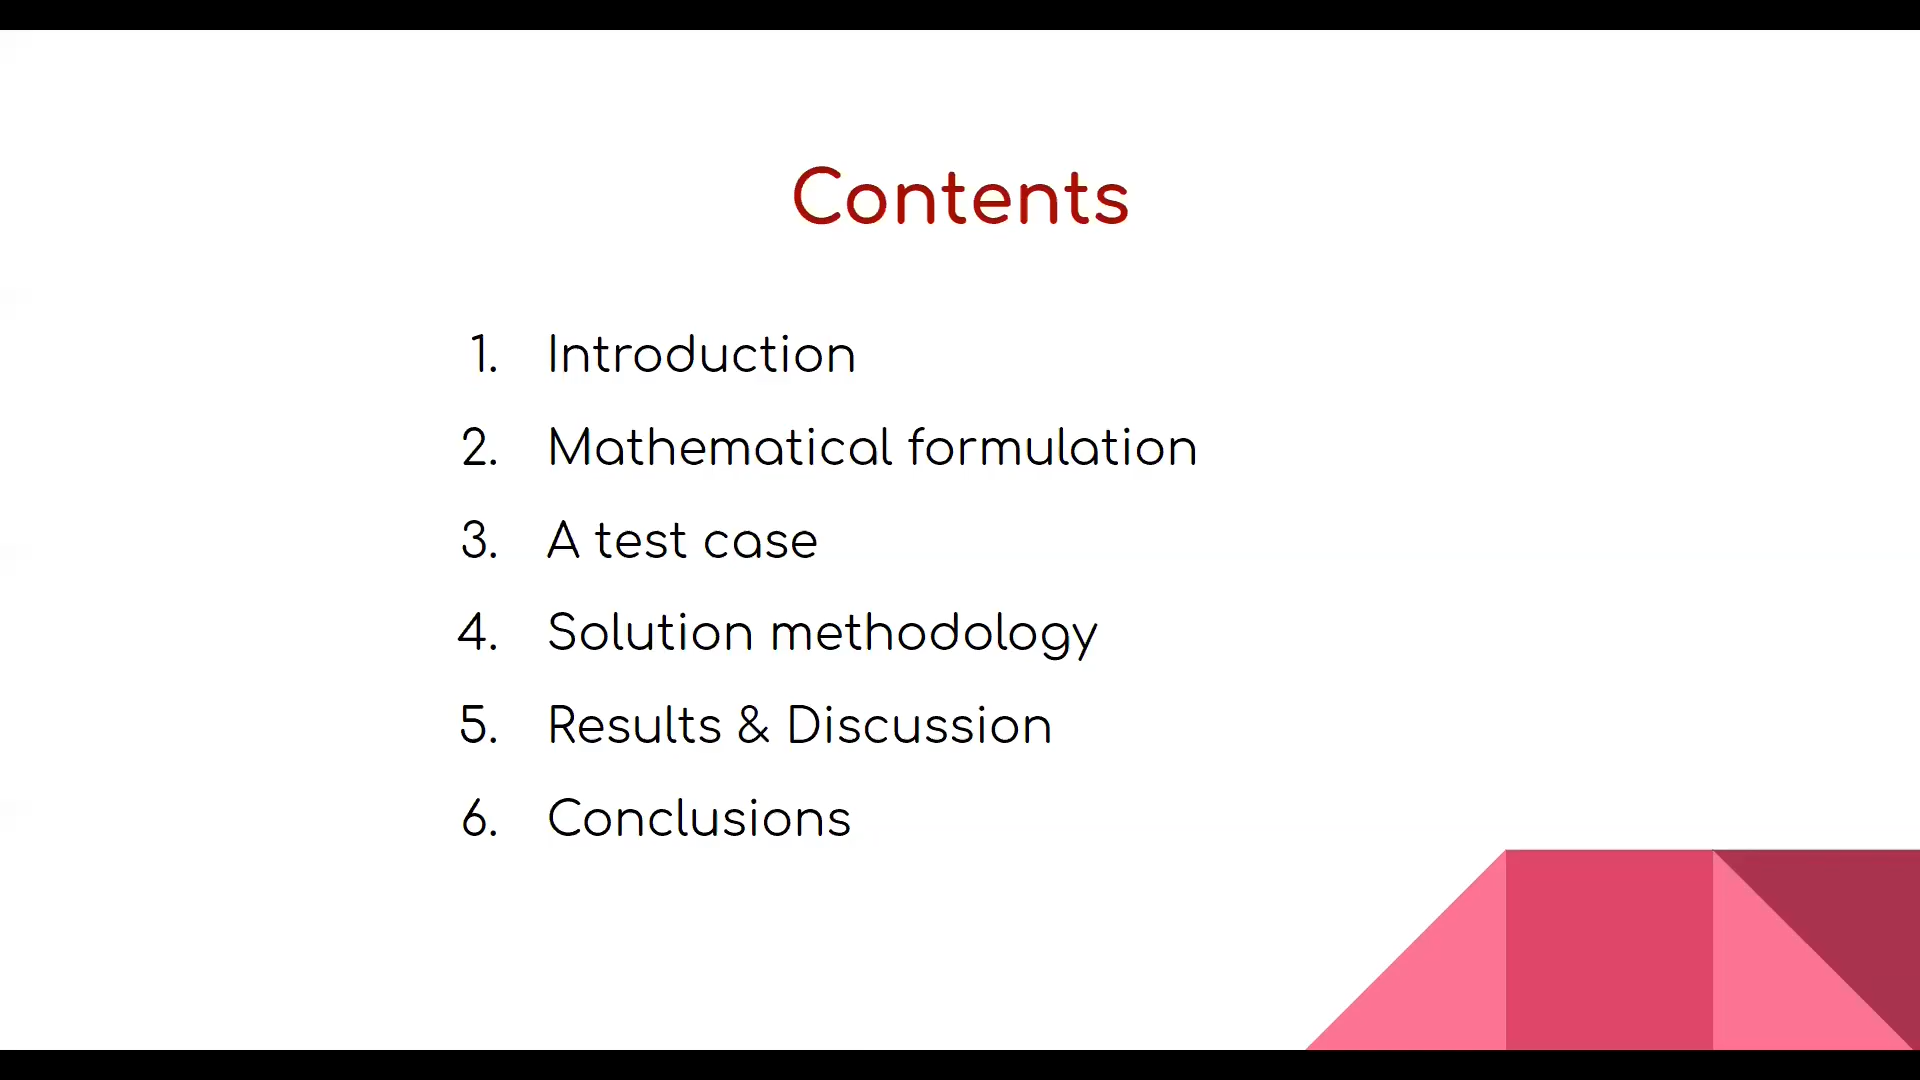 Contents
1. Introduction
2. Mathematical formulation
3. A test case
4. Solution methodology
5. Results & Discussion
6. Conclusions